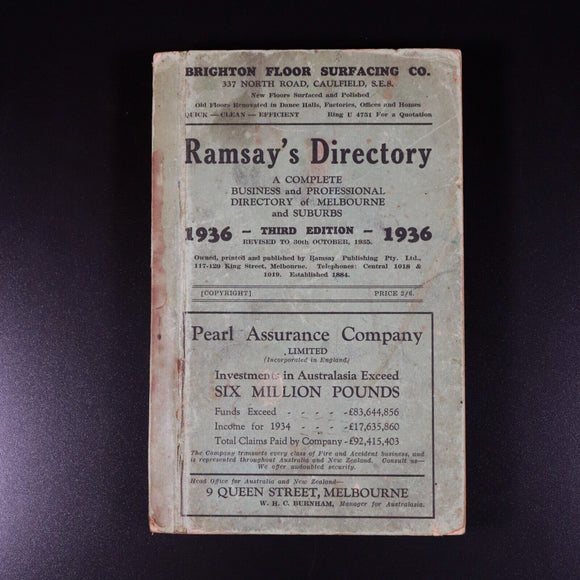 BRIGHTON FLOOR SURFACING CO.
337 NORTH ROAD, CAULFIELD, S.E.8.
New Floors Surfaced and Polished
Old Floors Renovated in Dance Halls, Factories, Offices and Homes
QUICK — CLEAN — EFFICIENT Ring U 4751 For a Quotation
Ramsay's Directory
A COMPLETE
BUSINESS and PROFESSIONAL
DIRECTORY of MELBOURNE
and SUBURBS
1936 — THIRD EDITION — 1936
REVISED TO 30th OCTOBER, 1935.
Owned, printed and published by Ramsay Publishing Pty. Ltd.,
117-129 King Street, Melbourne. Telephones: Central 1018 &
1019. Established 1884.
[COPYRIGHT] PRICE 2/6.
Pearl Assurance Company
LIMITED
(Incorporated in England)
Investments in Australasia Exceed
SIX MILLION POUNDS
Funds Exceed - - - - £83,644,856
Income for 1934 - - - £17,635,860
Total Claims Paid by Company - £92,415,403
The Company transacts every class of Fire and Accident business, and
is represented throughout Australia and New Zealand. Consult us—
We offer undoubted security.
Head Office for Australia and New Zealand—
9 QUEEN STREET, MELBOURNE
W. H. C. BURNHAM, Manager for Australasia.